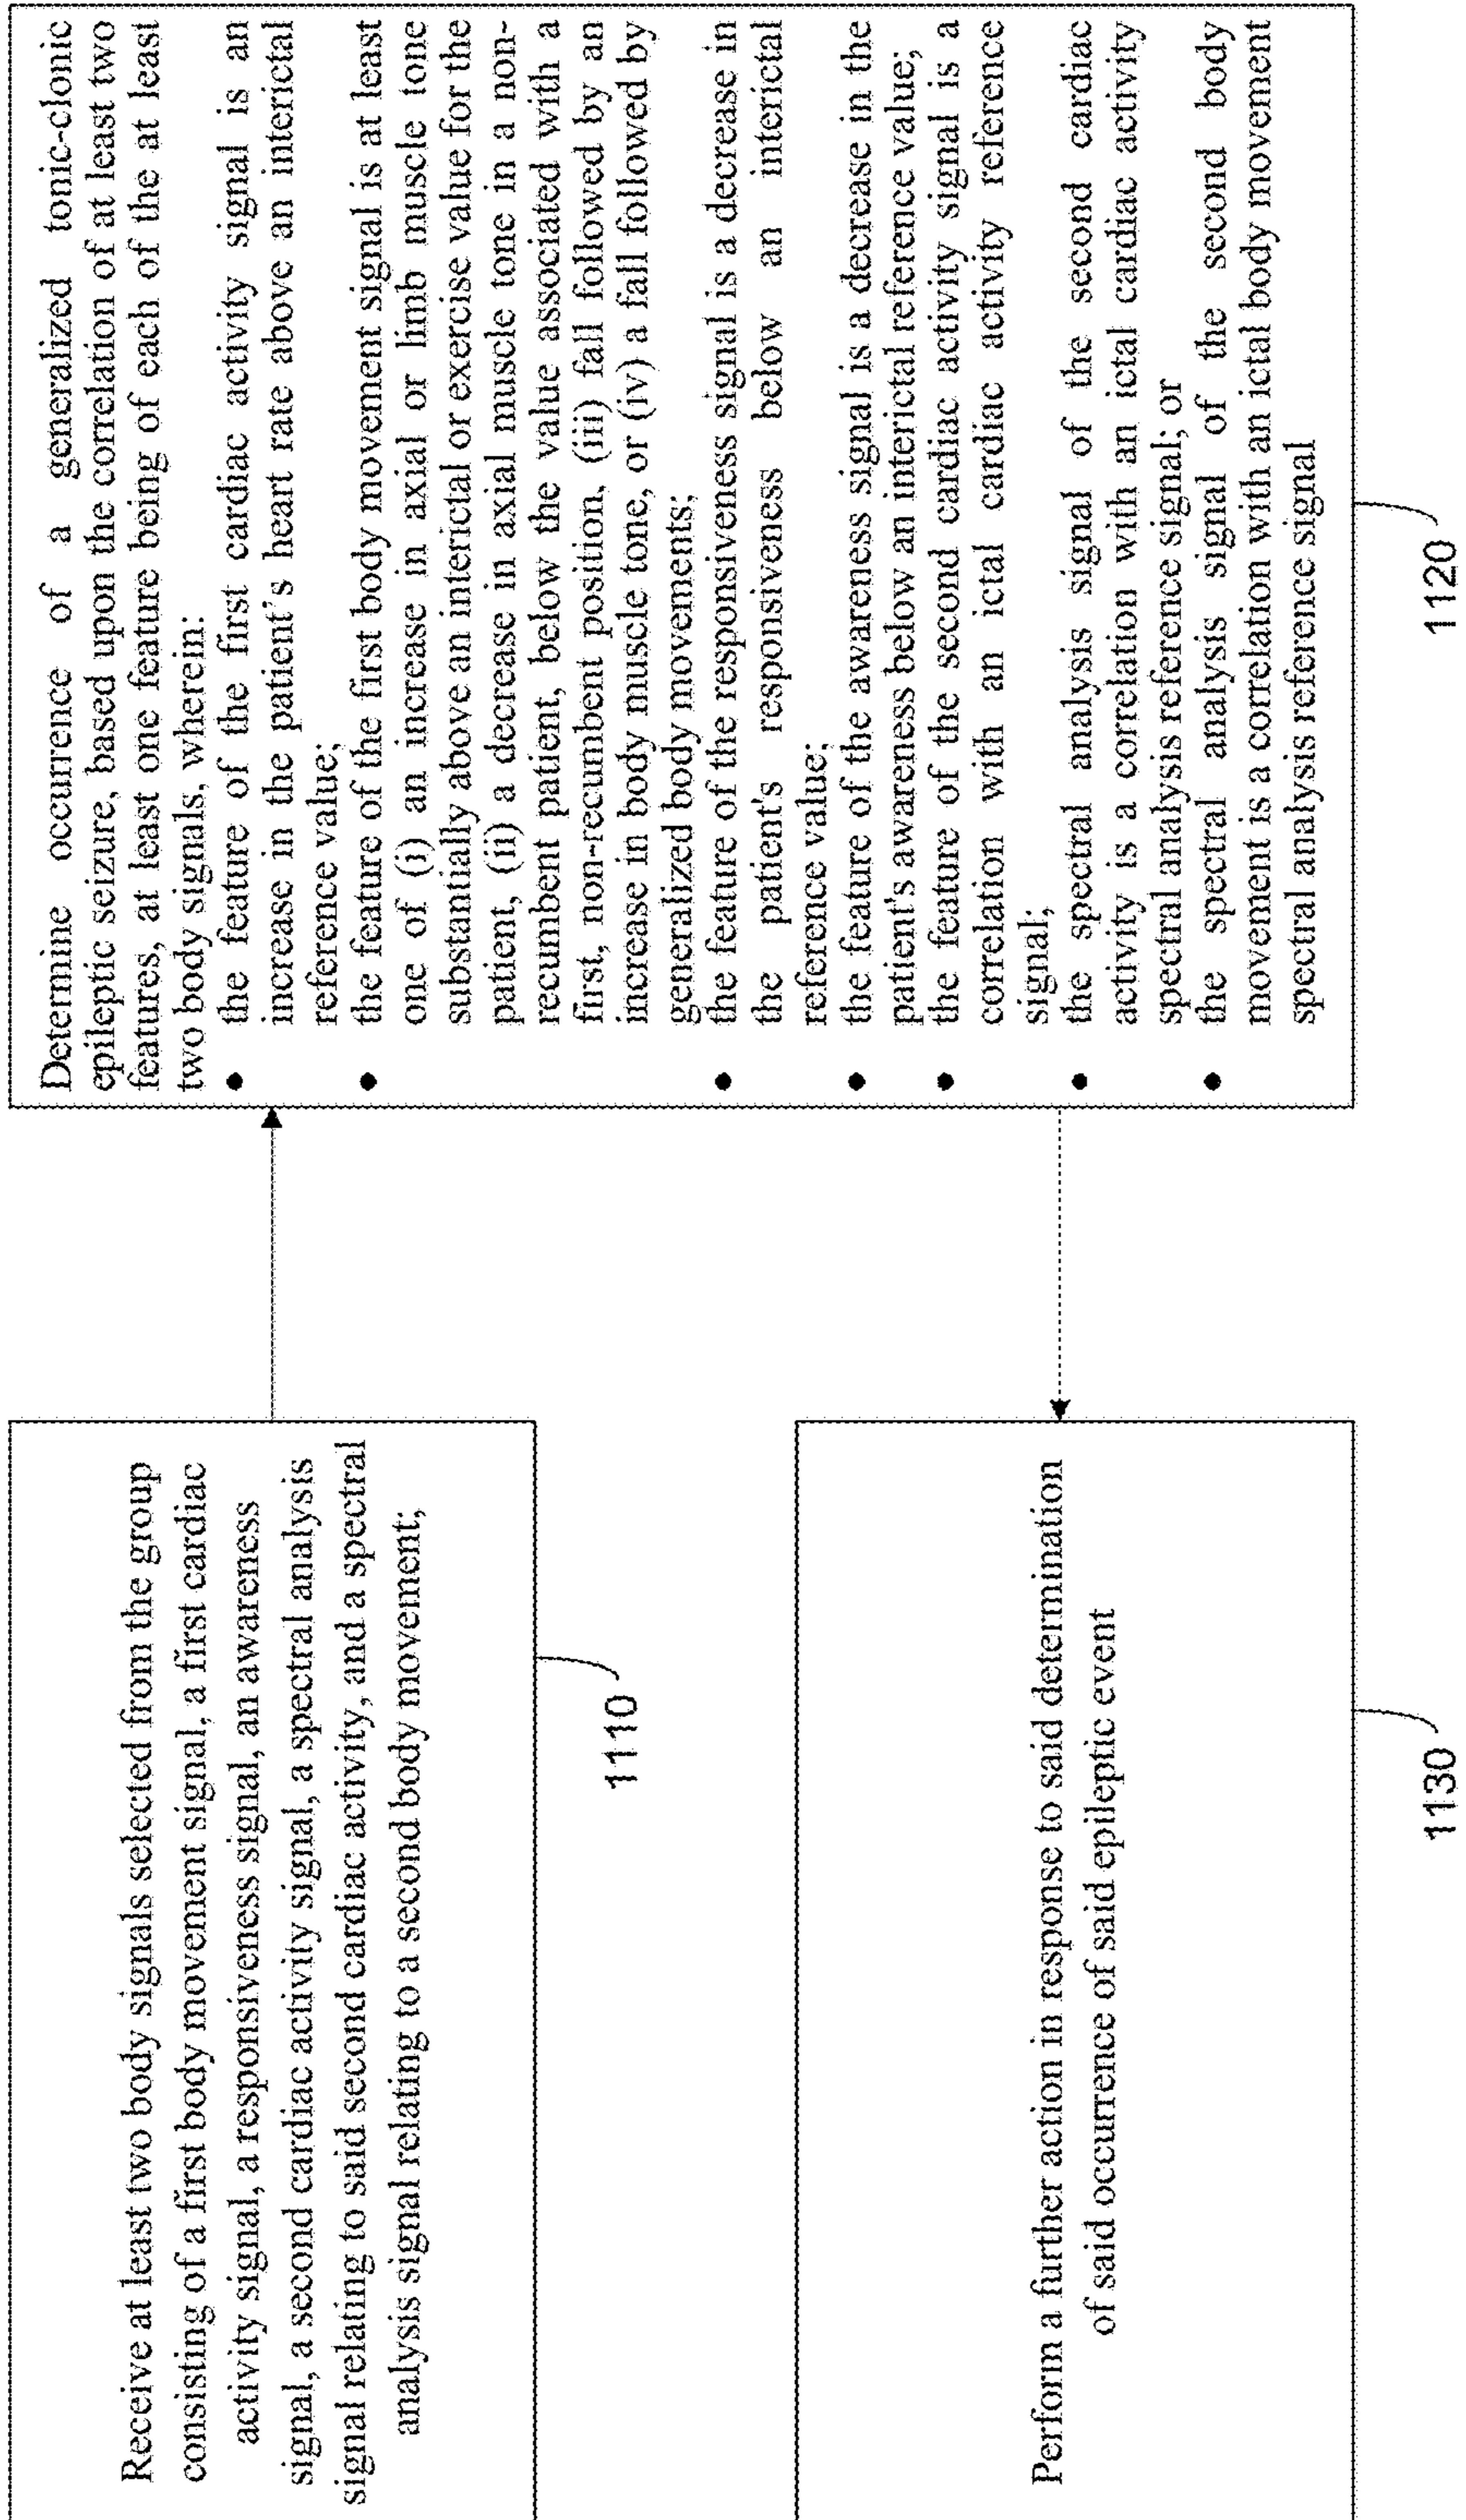 Receive at least two body signals selected from the group
consisting of a first body movement signal, a first cardiac
activity signal, a responsiveness signal, an awareness
signal, a second cardiac activity signal, a spectral analysis
signal relating to said second cardiac activity, and a spectral
analysis signal relating to a second body movement;
1110
Determine occurrence of a generalized tonic-clonic
epileptic seizure, based upon the correlation of at least two
features, at least one feature being of each of the at least
two body signals, wherein:
• the feature of the first cardiac activity signal is an
increase in the patient's heart rate above an interictal
reference value;
• the feature of the first body movement signal is at least
one of (i) an increase in axial or limb muscle tone
substantially above an interictal or exercise value for the
patient, (ii) a decrease in axial muscle tone in a non-
recumbent patient, below the value associated with a
first, non-recumbent position, (iii) fall followed by an
increase in body muscle tone, or (iv) a fall followed by
generalized body movements;
• the feature of the responsiveness signal is a decrease in
the patient's responsiveness below an interictal
reference value;
• the feature of the awareness signal is a decrease in the
patient's awareness below an interictal reference value;
• the feature of the second cardiac activity signal is a
correlation with an ictal cardiac activity reference
signal;
• the spectral analysis signal of the second cardiac
activity is a correlation with an ictal cardiac activity
spectral analysis reference signal; or
• the spectral analysis signal of the second body
movement is a correlation with an ictal body movement
spectral analysis reference signal
1120
Perform a further action in response to said determination
of said occurrence of said epileptic event
1130